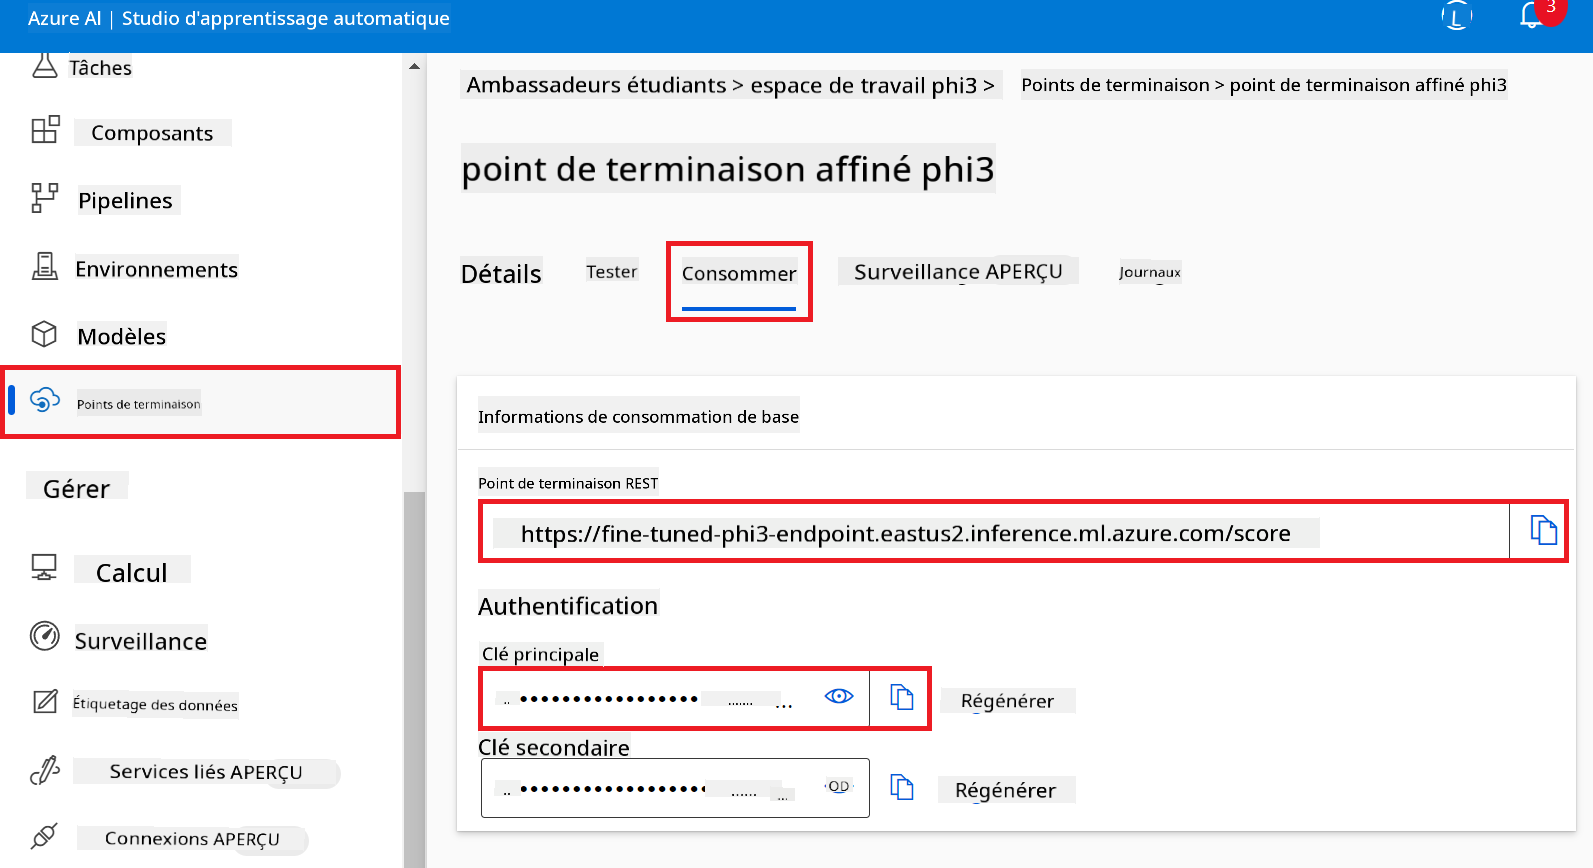 Azure AI | Studio d'apprentissage automatique
L
3
Tâches
Composants
Pipelines
Environnements
Modèles
Points de terminaison
Gérer
Calcul
Surveillance
Étiquetage des données
Services liés APERÇU
Connexions APERÇU
Ambassadeurs étudiants > espace de travail phi3 > Points de terminaison > point de terminaison affiné phi3
point de terminaison affiné phi3
Détails Tester Consommer Surveillance APERÇU Journaux
Informations de consommation de base
Point de terminaison REST
https://fine-tuned-phi3-endpoint.eastus2.inference.ml.azure.com/score
Authentification
Clé principale
Régénérer
Clé secondaire
OD
Régénérer